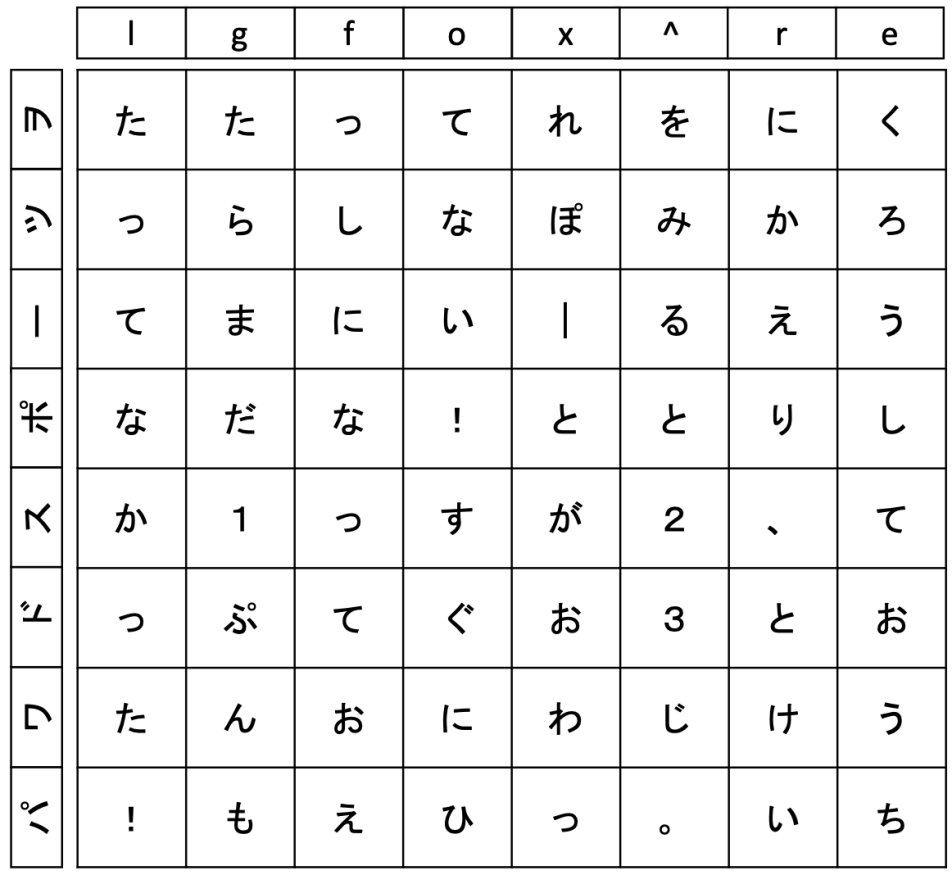 l g f o x ^ r e
ヲ た た っ て れ を に く
シ っ ら し な ぽ み か ろ
ー て ま に い | る え う
ポ な だ な ! と と り し
ス か 1 っ す が 2 、 て
ド っ ぷ て ぐ お 3 と お
ワ た ん お に わ じ け う
パ ! も え ひ っ 。 い ち